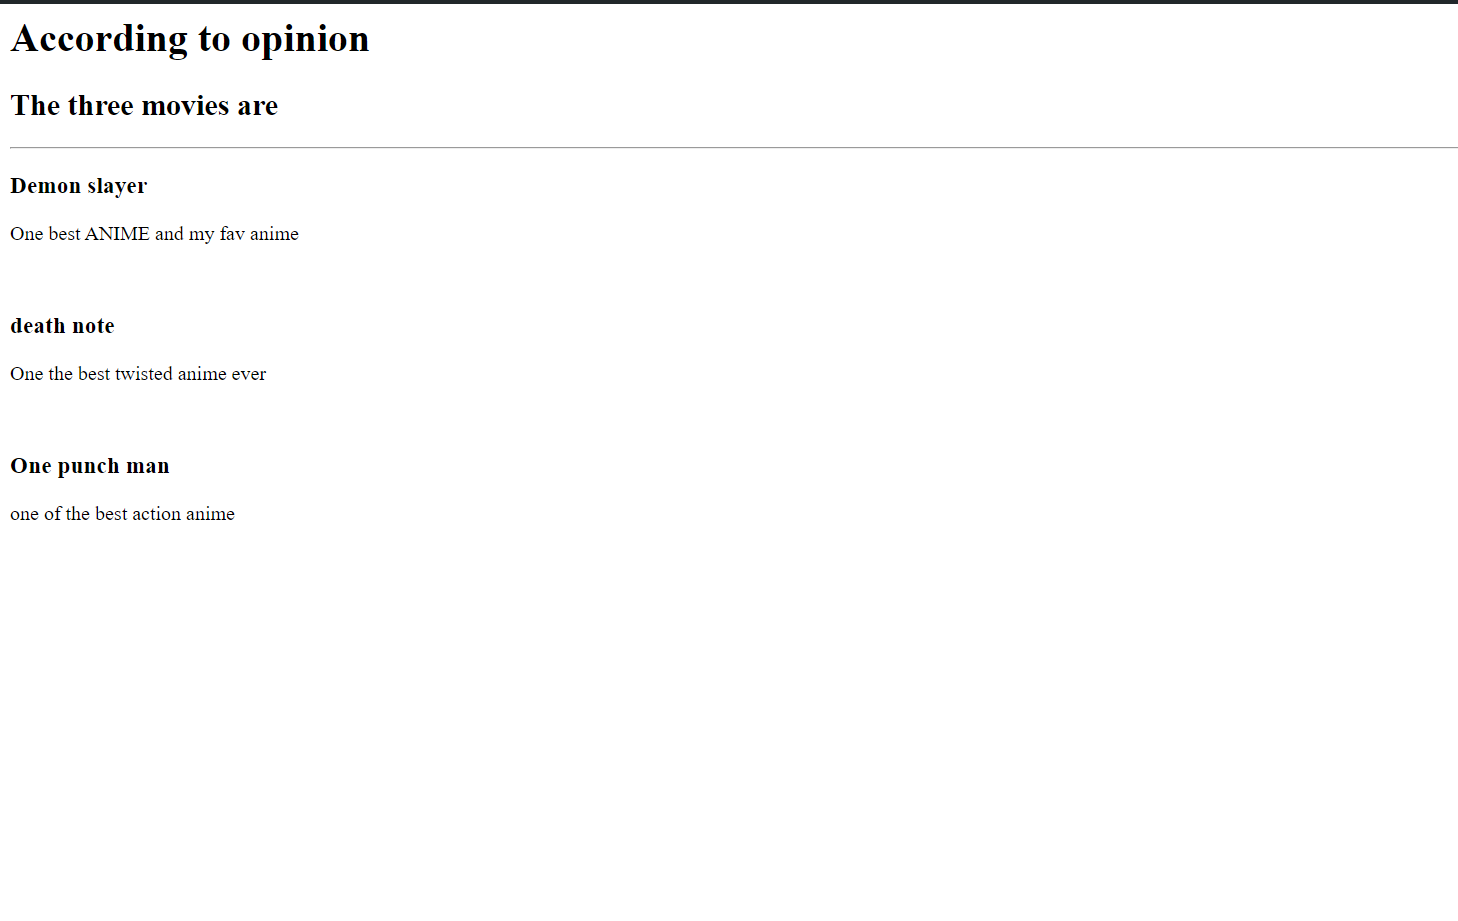 According to opinion
The three movies are
Demon slayer
One best ANIME and my fav anime
death note
One the best twisted anime ever
One punch man
one of the best action anime